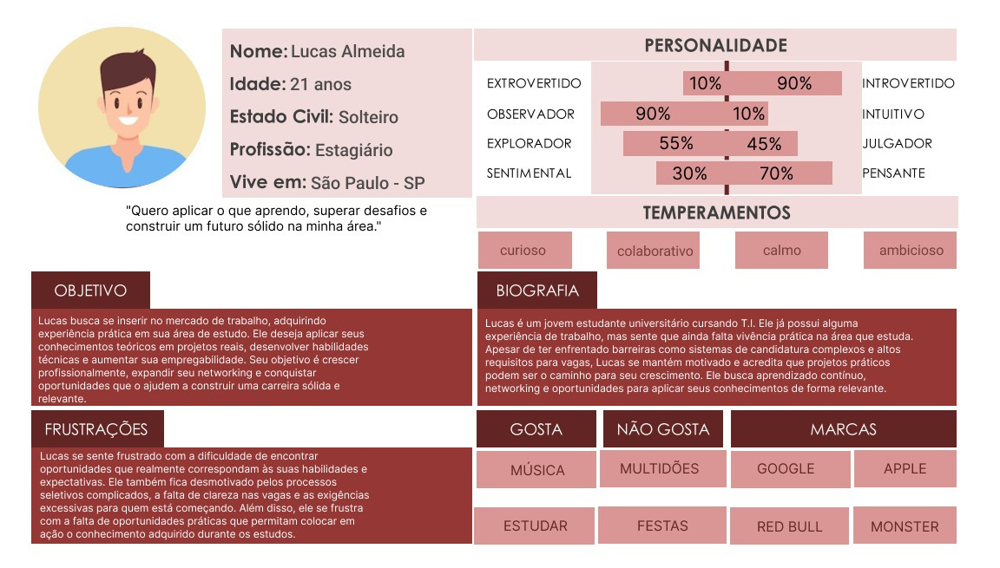 Nome: Lucas Almeida
Idade: 21 anos
Estado Civil: Solteiro
Profissão: Estagiário
Vive em: São Paulo - SP
"Quero aplicar o que aprendo, superar desafios e
construir um futuro sólido na minha área."
PERSONALIDADE
EXTROVERTIDO 10% 90% INTROVERTIDO
OBSERVADOR 90% 10% INTUITIVO
EXPLORADOR 55% 45% JULGADOR
SENTIMENTAL 30% 70% PENSANTE
TEMPERAMENTOS
curioso colaborativo calmo ambicioso
OBJETIVO
Lucas busca se inserir no mercado de trabalho, adquirindo
experiência prática em sua área de estudo. Ele deseja aplicar seus
conhecimentos teóricos em projetos reais, desenvolver habilidades
técnicas e aumentar sua empregabilidade. Seu objetivo é crescer
profissionalmente, expandir seu networking e conquistar
oportunidades que o ajudem a construir uma carreira sólida e
relevante.
BIOGRAFIA
Lucas é um jovem estudante universitário cursando T.I. Ele já possui alguma
experiência de trabalho, mas sente que ainda falta vivência prática na área que estuda.
Apesar de ter enfrentado barreiras como sistemas de candidatura complexos e altos
requisitos para vagas, Lucas se mantém motivado e acredita que projetos práticos
podem ser o caminho para seu crescimento. Ele busca aprendizado contínuo,
networking e oportunidades para aplicar seus conhecimentos de forma relevante.
FRUSTRAÇÕES
Lucas se sente frustrado com a dificuldade de encontrar
oportunidades que realmente correspondam às suas habilidades e
expectativas. Ele também fica desmotivado pelos processos
seletivos complicados, a falta de clareza nas vagas e as exigências
excessivas para quem está começando. Além disso, ele se frustra
com a falta de oportunidades práticas que permitam colocar em
ação o conhecimento adquirido durante os estudos.
GOSTA NÃO GOSTA MARCAS
MÚSICA MULTIDÕES GOOGLE APPLE
ESTUDAR FESTAS RED BULL MONSTER